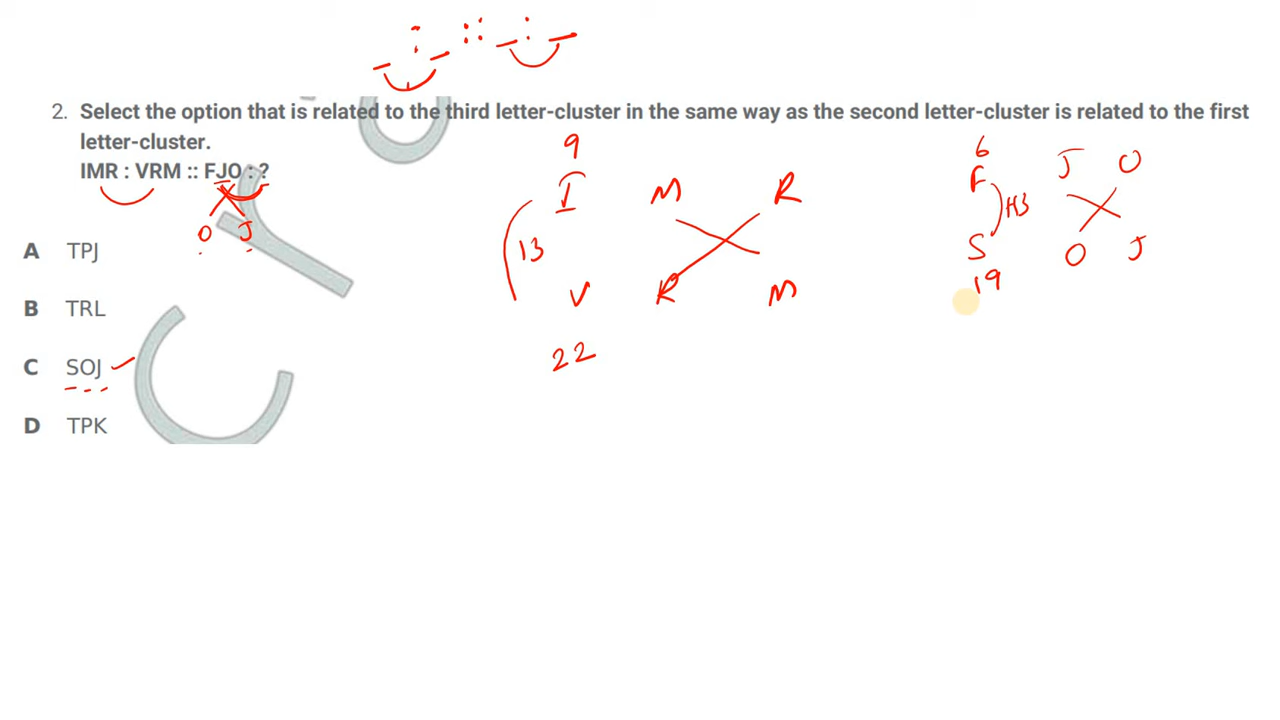 2. Select the option that is related to the third letter-cluster in the same way as the second letter-cluster is related to the first
letter-cluster.
IMR : VRM :: FJO : ?
O J
A TPJ
B TRL
C SOJ
D TPK
9
I M R
13
V R M
22
6
F J O
+13
S O J
19